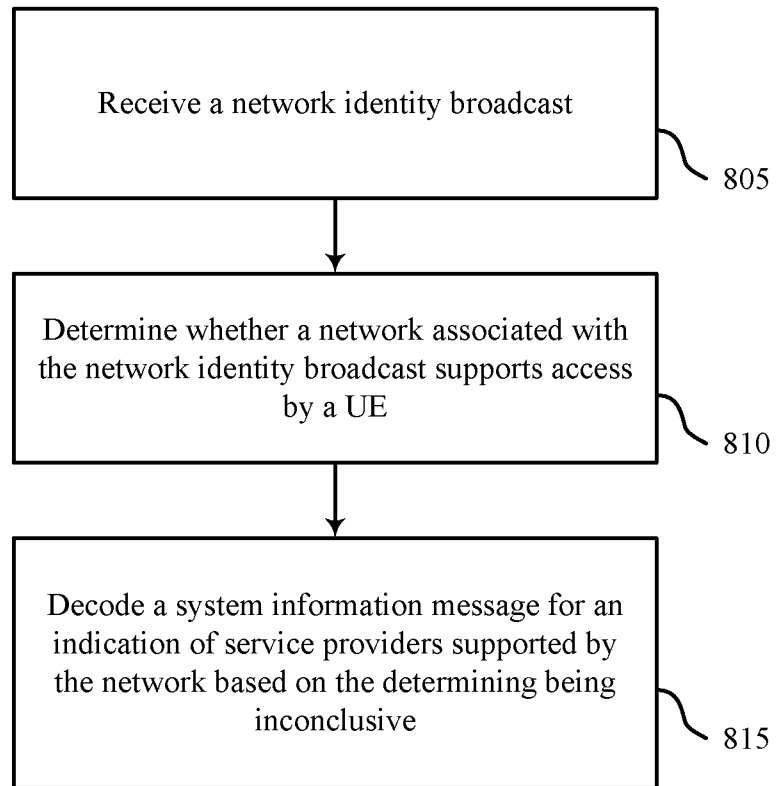 Receive a network identity broadcast
805
Determine whether a network associated with
the network identity broadcast supports access
by a UE
810
Decode a system information message for an
indication of service providers supported by
the network based on the determining being
inconclusive
815